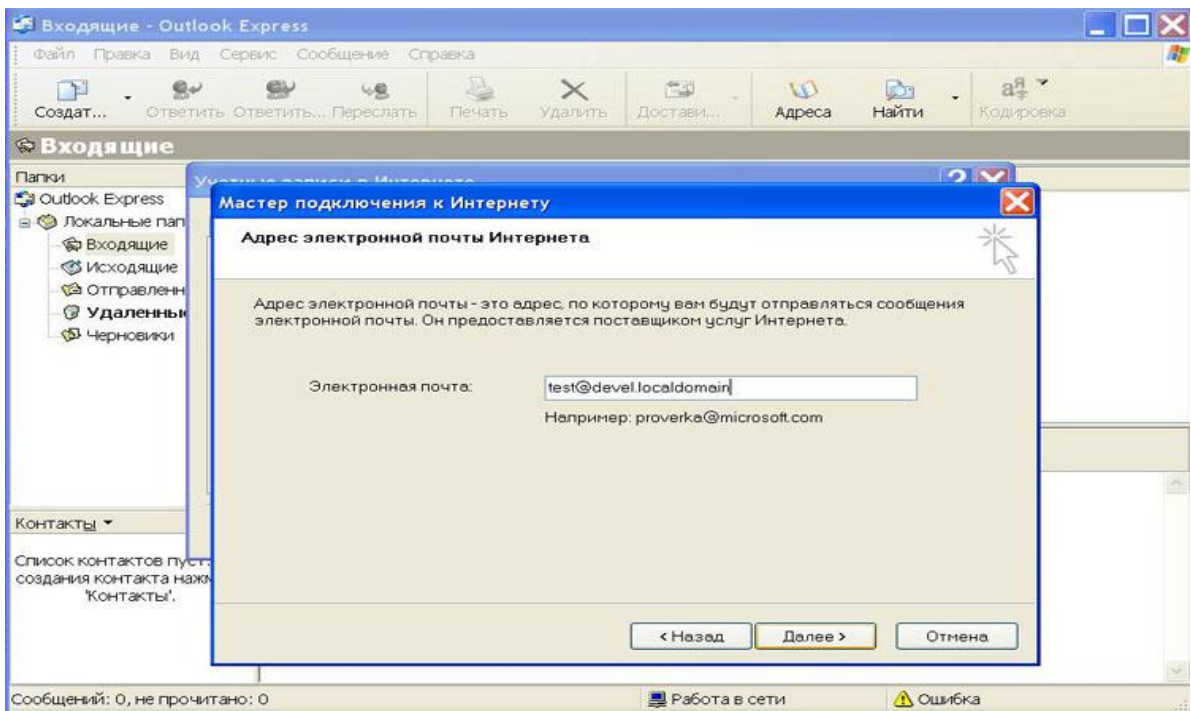 Входящие - Outlook Express
Файл Правка Вид Сервис Сообщение Справка
Создат... Ответить Ответить... Переслать Печать Удалить Достави... Адреса Найти Кодировка
Входящие
Папки
Учетные записи в Интернете
Outlook Express
Локальные пап
Входящие
Исходящие
Отправленн
Удаленны
Черновики
Мастер подключения к Интернету
Адрес электронной почты Интернета
Адрес электронной почты - это адрес, по которому вам будут отправляться сообщения
электронной почты. Он предоставляется поставщиком услуг Интернета.
Электронная почта: test@devel.localdomain
Например: proverka@microsoft.com
<Назад Далее > Отмена
Контакты
Список контактов пуст.
создания контакта наж
'Контакты'.
Сообщений: 0, не прочитано: 0 Работа в сети Ошибка